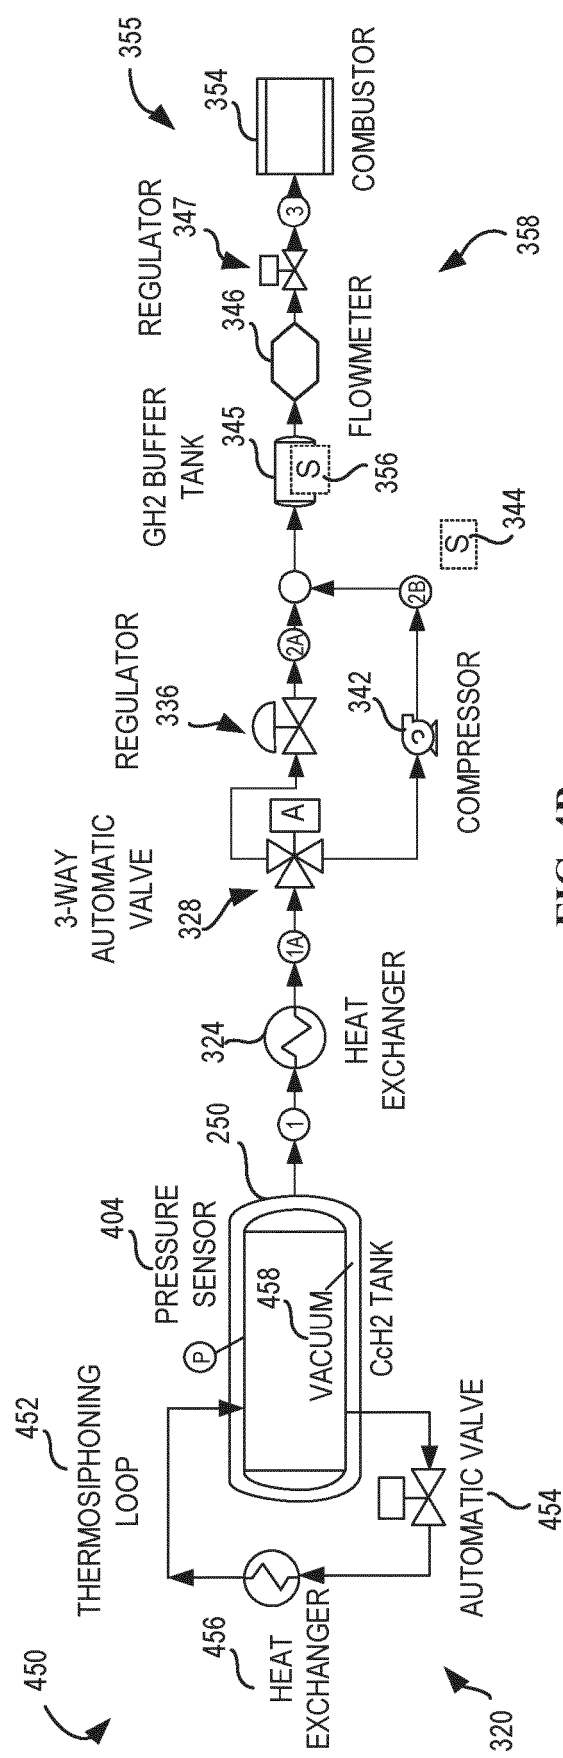 450
THERMOSIPHONING
LOOP
452
404
PRESSURE
SENSOR
P
250
VACUUM
458
CcH2 TANK
456
HEAT
EXCHANGER
AUTOMATIC VALVE
454
320
1
324
HEAT
EXCHANGER
1A
3-WAY
AUTOMATIC
VALVE
328
A
REGULATOR
336
2A
342
COMPRESSOR
2B
S
344
GH2 BUFFER
TANK
345
S
356
346
FLOWMETER
REGULATOR
347
3
354
COMBUSTOR
355
358